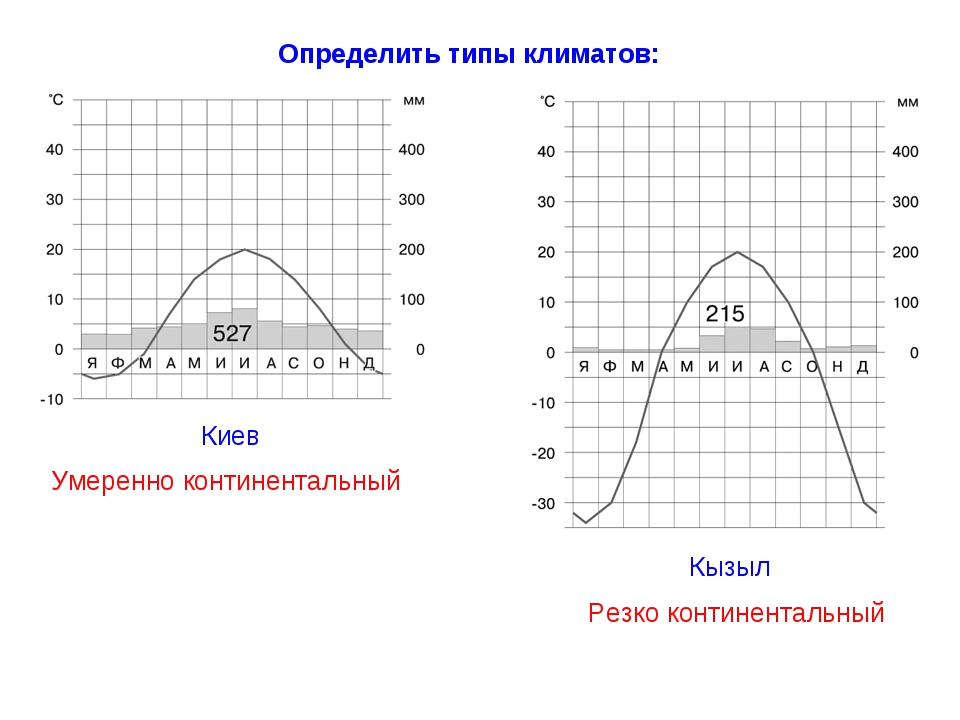 Определить типы климатов:
˚C мм
40 400
30 300
20 200
10 100
527
0 0
Я Ф М А М И И А С О Н Д
-10
Киев
Умеренно континентальный
˚C мм
40 400
30 300
20 200
10 100
215
0 0
Я Ф М А М И И А С О Н Д
-10
-20
-30
Кызыл
Резко континентальный